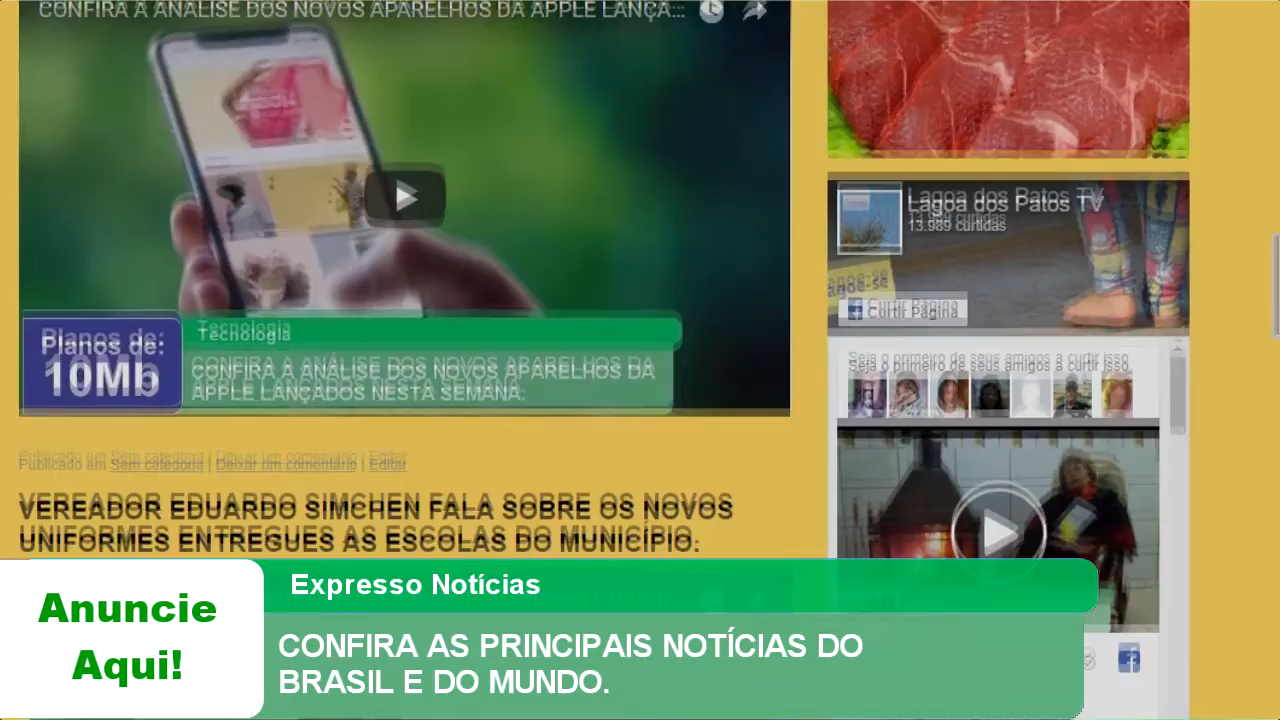 CONFIRA A ANÁLISE DOS NOVOS APARELHOS DA APPLE LANÇA...
Planos de:
10Mb
Tecnologia
CONFIRA A ANÁLISE DOS NOVOS APARELHOS DA
APPLE LANÇADOS NESTA SEMANA.
Lagoa dos Patos TV
13.989 curtidas
Curtir Página
Seja o primeiro de seus amigos a curtir isso.
Publicado em Sem categoria | Deixar um comentário | Editar
VEREADOR EDUARDO SIMCHEN FALA SOBRE OS NOVOS
UNIFORMES ENTREGUES AS ESCOLAS DO MUNICÍPIO:
Anuncie
Aqui!
Expresso Notícias
CONFIRA AS PRINCIPAIS NOTÍCIAS DO
BRASIL E DO MUNDO.